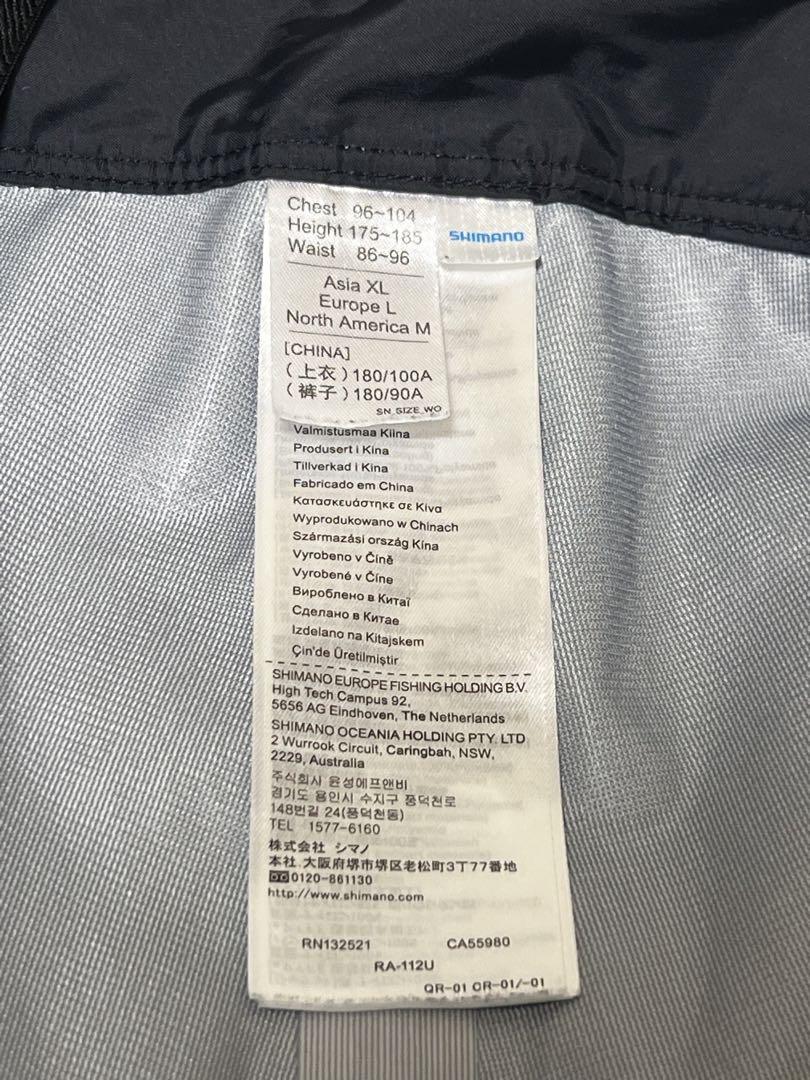 Chest 96~104
Height 175~185
Waist 86~96
SHIMANO
Asia XL
Europe L
North America M
[CHINA]
(上衣)180/100A
(裤子)180/90A
SN_SIZE_WO
Valmistusmaa Kiina
Produsert i Kina
Tillverkad i Kina
Fabricado em China
Κατασκευάστηκε σε Κίνα
Wyprodukowano w Chinach
Származási ország Kína
Vyrobeno v Číně
Vyrobené v Číne
Вироблено в Китаї
Сделано в Китае
Izdelano na Kitajskem
Çin'de Üretilmiştir
SHIMANO EUROPE FISHING HOLDING B.V.
High Tech Campus 92,
5656 AG Eindhoven, The Netherlands
SHIMANO OCEANIA HOLDING PTY. LTD
2 Wurrook Circuit, Caringbah, NSW,
2229, Australia
주식회사 윤성에프앤비
경기도 용인시 수지구 풍덕천로
148번길 24(풍덕천동)
TEL 1577-6160
株式会社 シマノ
本社.大阪府堺市堺区老松町3丁77番地
0120-861130
http://www.shimano.com
RN132521 CA55980
RA-112U
QR-01 OR-01/-01